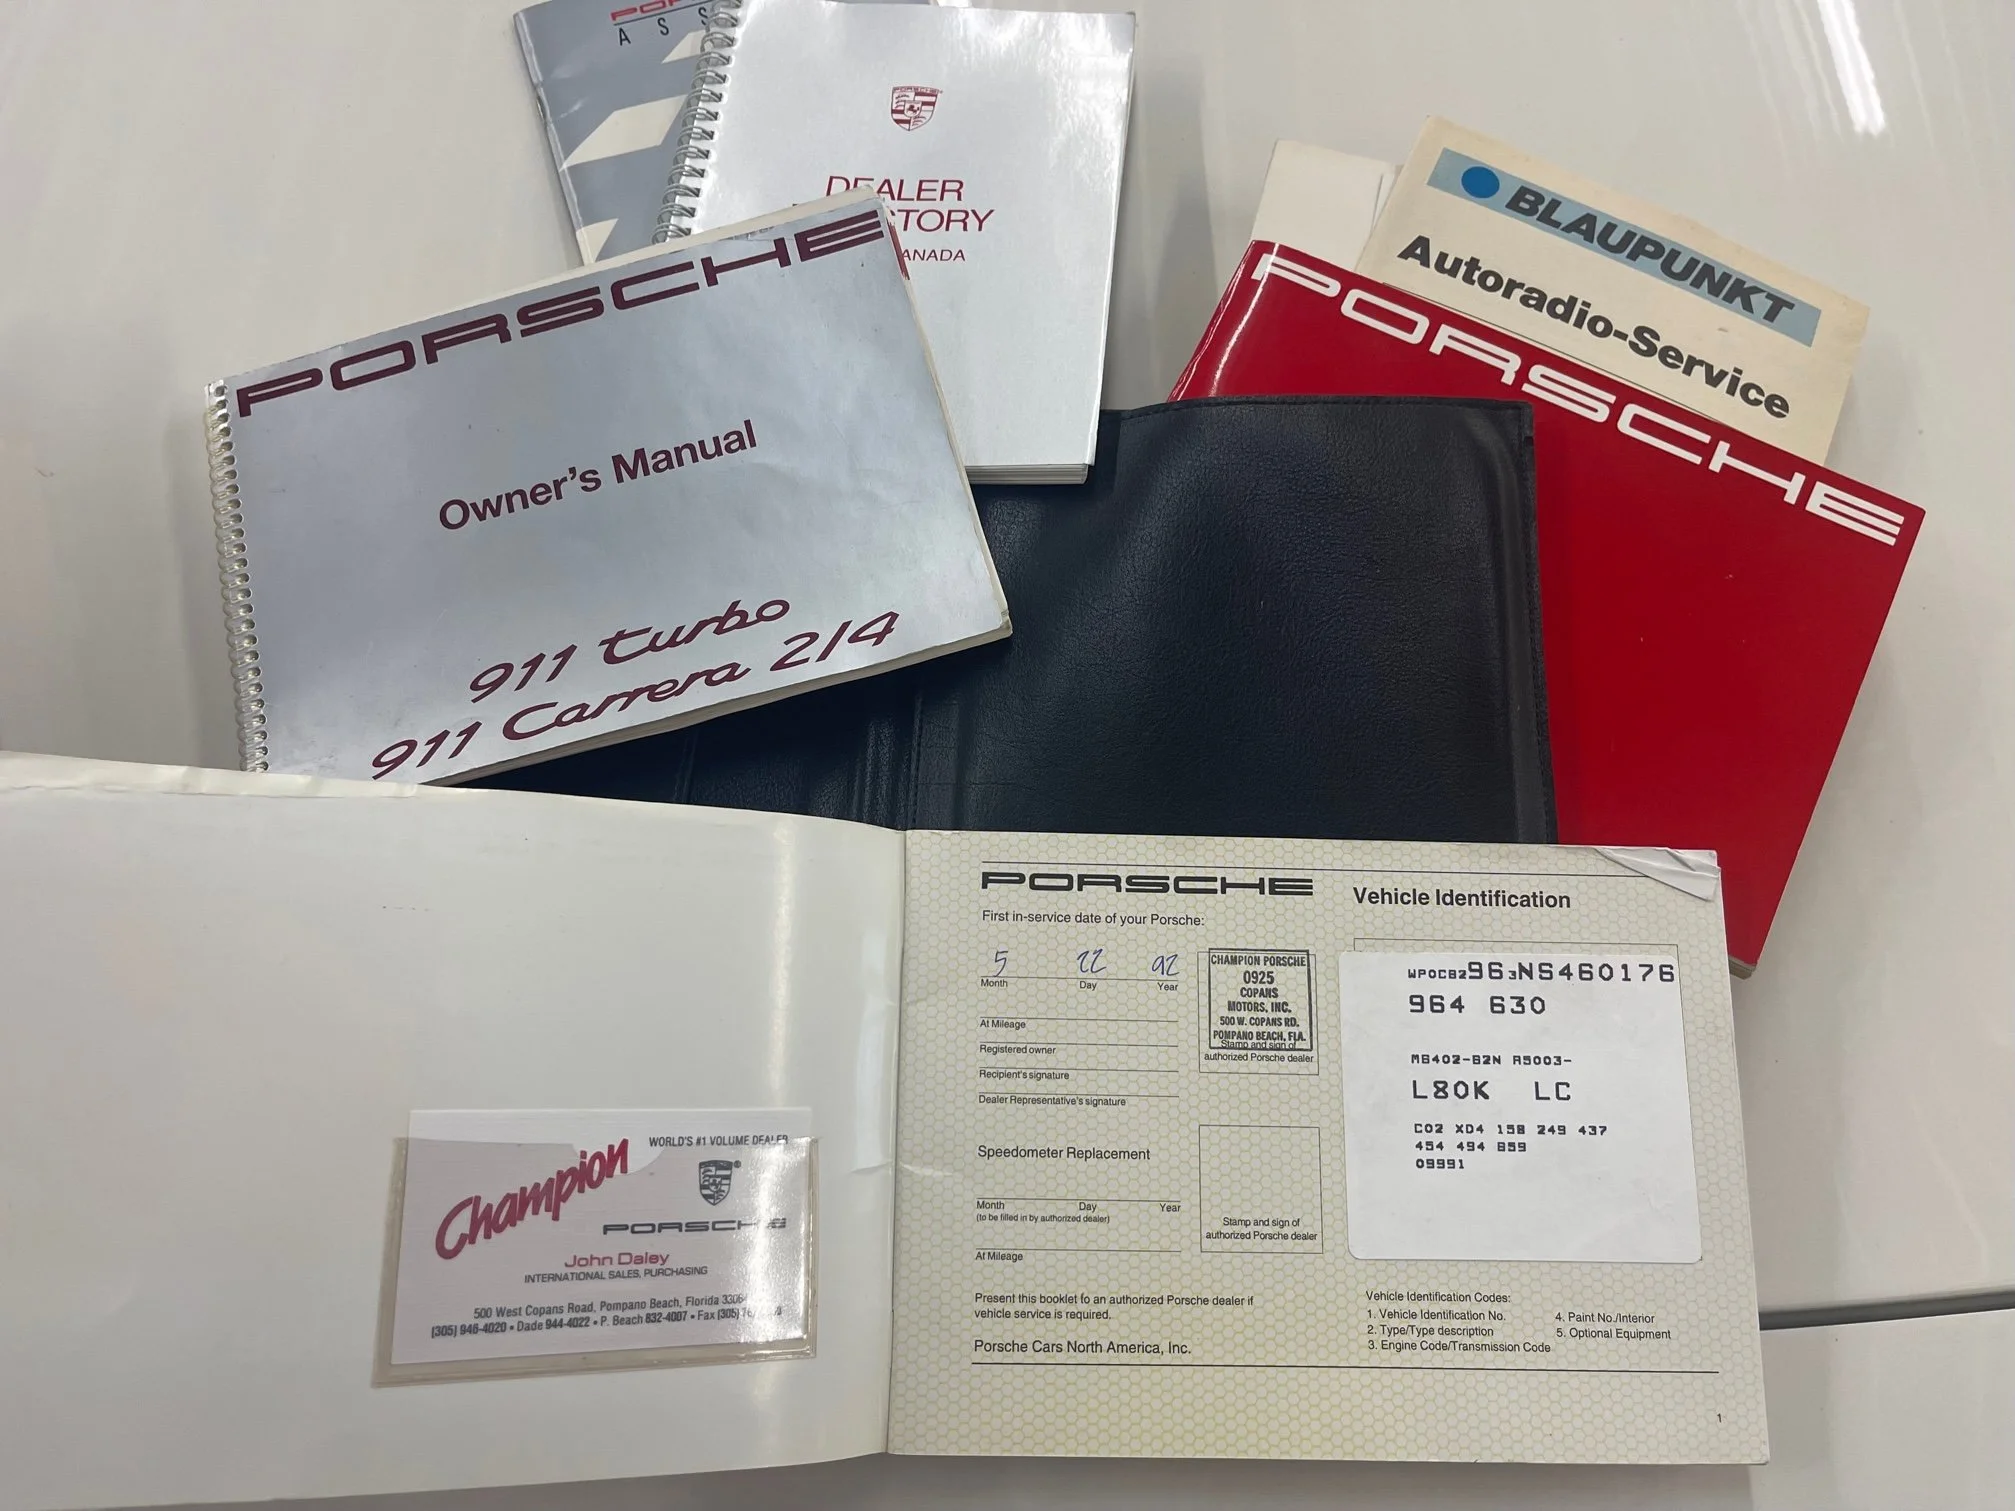 A S S
DEALER
CTORY
ANADA
PORSCHE
Owner's Manual
911 turbo
911 Carrera 2/4
BLAUPUNKT
Autoradio-Service
PORSCHE
WORLD'S #1 VOLUME DEALER
Champion
PORSCHE
John Daley
INTERNATIONAL SALES, PURCHASING
500 West Copans Road, Pompano Beach, Florida
(305) 946-4020 • Dade 944-4022 • P. Beach 832-4007 • Fax (305)
PORSCHE
First in-service date of your Porsche:
5 22 92
Month Day Year
At Mileage
Registered owner
Recipient's signature
Dealer Representative's signature
CHAMPION PORSCHE
0925
COPANS
MOTORS, INC.
500 W. COPANS RD.
POMPANO BEACH, FLA.
Stamp and sign of
authorized Porsche dealer
Speedometer Replacement
Month Day Year
(to be filled in by authorized dealer)
At Mileage
Stamp and sign of
authorized Porsche dealer
Present this booklet to an authorized Porsche dealer if
vehicle service is required.
Porsche Cars North America, Inc.
Vehicle Identification
WP0CB2963NS460176
964 630
M6402-62N A5003-
L80K LC
C02 XD4 158 249 437
454 494 859
09991
Vehicle Identification Codes:
1. Vehicle Identification No.
2. Type/Type description
3. Engine Code/Transmission Code
4. Paint No./Interior
5. Optional Equipment
1